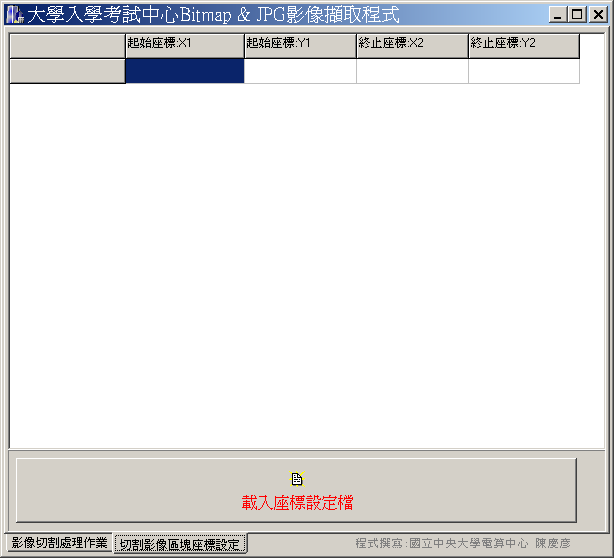 大學入學考試中心Bitmap & JPG影像擷取程式
起始座標:X1 起始座標:Y1 終止座標:X2 終止座標:Y2
載入座標設定檔
影像切割處理作業 切割影像區塊座標設定 程式撰寫:國立中央大學電算中心 陳慶彥